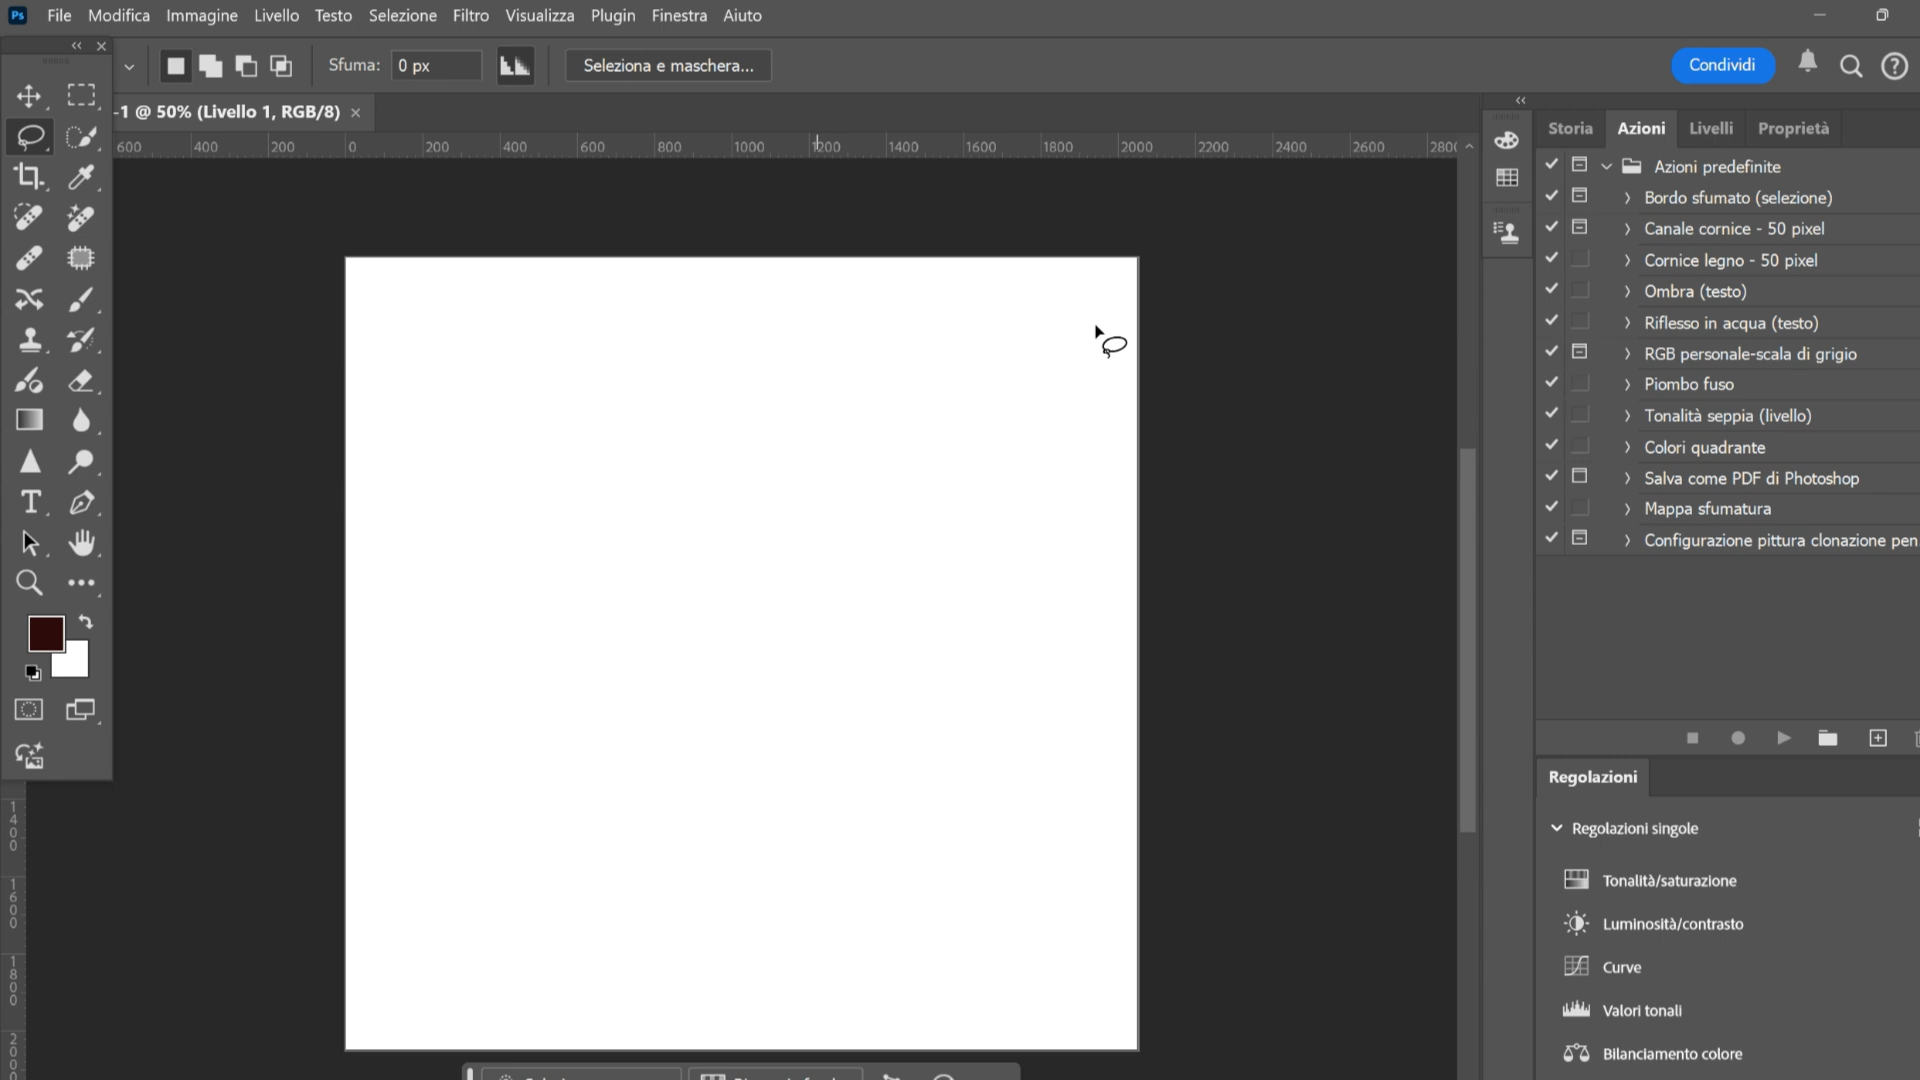 Ps File Modifica Immagine Livello Testo Selezione Filtro Visualizza Plugin Finestra Aiuto
Sfuma: 0 px Seleziona e maschera... Condividi
-1 @ 50% (Livello 1, RGB/8)
600 400 200 0 200 400 600 800 1000 1200 1400 1600 1800 2000 2200 2400 2600
Storia Azioni Livelli Proprietà
Azioni predefinite
Bordo sfumato (selezione)
Canale cornice - 50 pixel
Cornice legno - 50 pixel
Ombra (testo)
Riflesso in acqua (testo)
RGB personale-scala di grigio
Piombo fuso
Tonalità seppia (livello)
Colori quadrante
Salva come PDF di Photoshop
Mappa sfumatura
Configurazione pittura clonazione pen
Regolazioni
Regolazioni singole
Tonalità/saturazione
Luminosità/contrasto
Curve
Valori tonali
Bilanciamento colore
1400
1600
1800